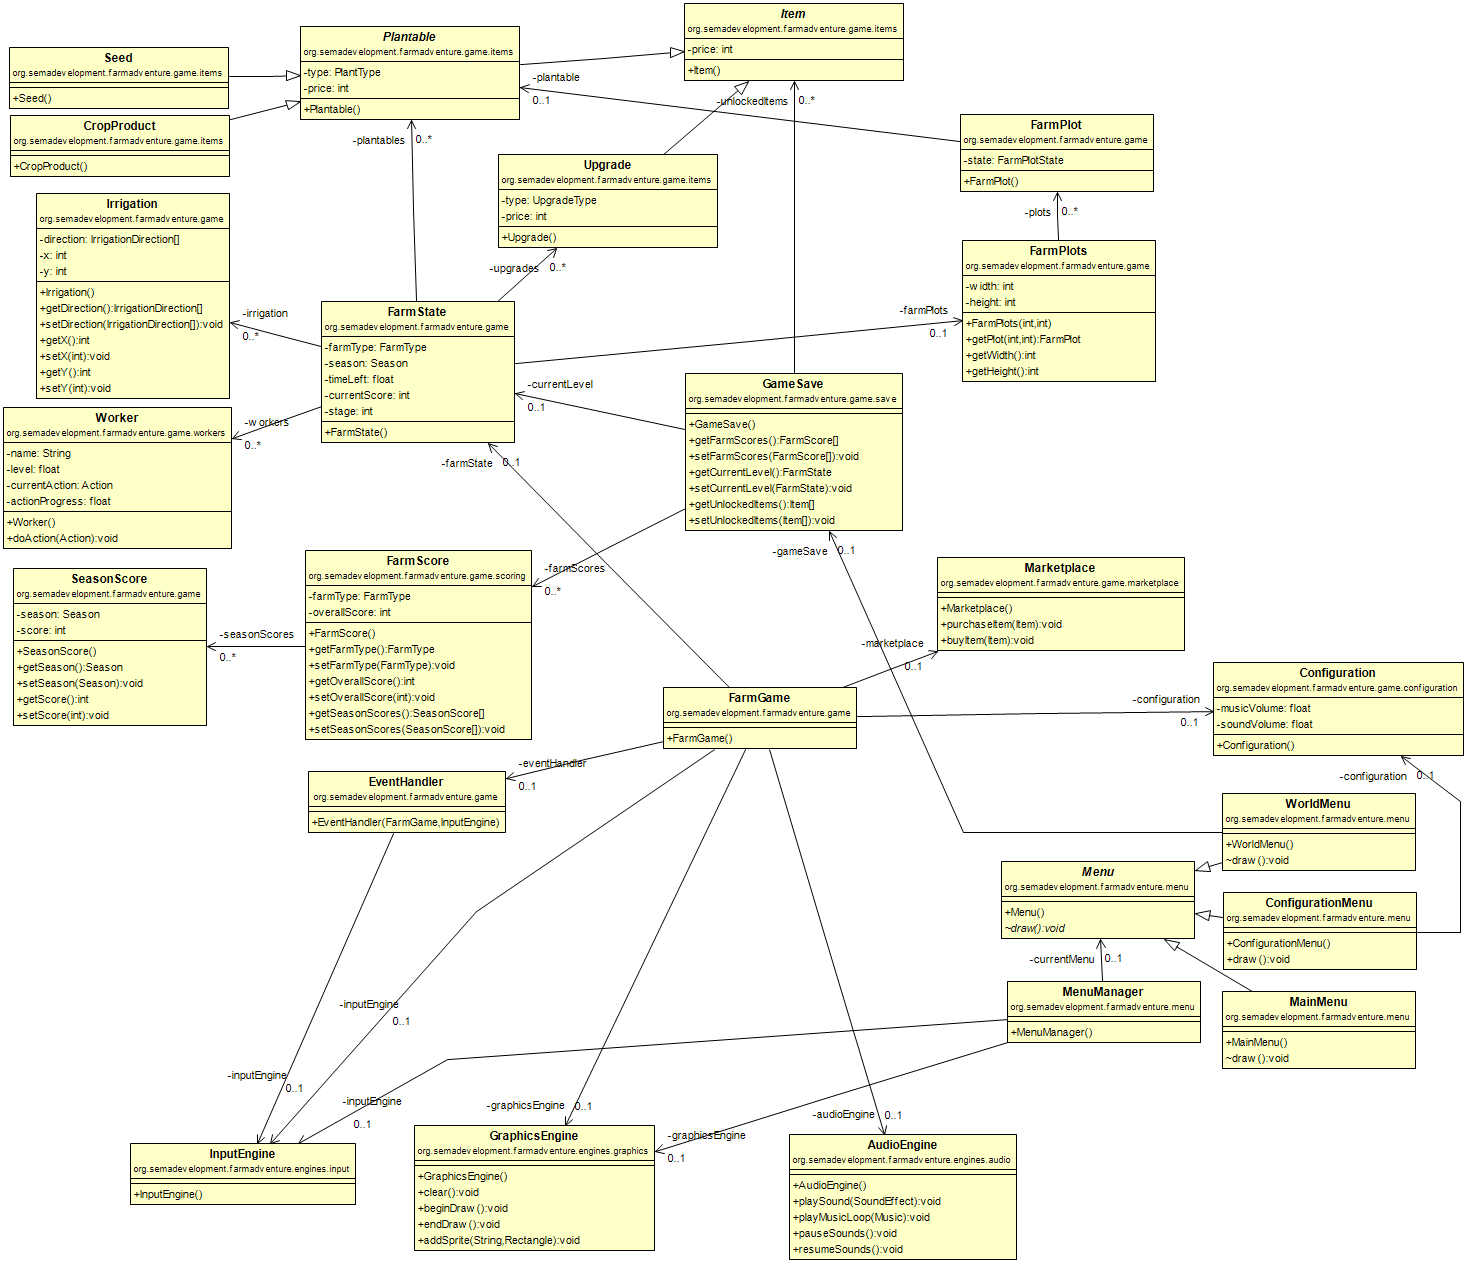 Item
org.semadevelopment.farmadventure.game.items
-price: int
+Item()
Plantable
org.semadevelopment.farmadventure.game.items
-type: PlantType
-price: int
+Plantable()
Seed
org.semadevelopment.farmadventure.game.items
+Seed()
CropProduct
org.semadevelopment.farmadventure.game.items
+CropProduct()
-plantable
0..1
-unlockedItems
0..*
-plantables
0..*
FarmPlot
org.semadevelopment.farmadventure.game
-state: FarmPlotState
+FarmPlot()
Upgrade
org.semadevelopment.farmadventure.game.items
-type: UpgradeType
-price: int
+Upgrade()
-upgrades
0..*
-plots
0..*
Irrigation
org.semadevelopment.farmadventure.game
-direction: IrrigationDirection[]
-x: int
-y: int
+Irrigation()
+getDirection():IrrigationDirection[]
+setDirection(IrrigationDirection[]):void
+getX():int
+setX(int):void
+getY():int
+setY(int):void
-irrigation
0..*
FarmPlots
org.semadevelopment.farmadventure.game
-width: int
-height: int
+FarmPlots(int,int)
+getPlot(int,int):FarmPlot
+getWidth():int
+getHeight():int
-farmPlots
0..1
FarmState
org.semadevelopment.farmadventure.game
-farmType: FarmType
-season: Season
-timeLeft: float
-currentScore: int
-stage: int
+FarmState()
-currentLevel
0..1
GameSave
org.semadevelopment.farmadventure.game.save
+GameSave()
+getFarmScores():FarmScore[]
+setFarmScores(FarmScore[]):void
+getCurrentLevel():FarmState
+setCurrentLevel(FarmState):void
+getUnlockedItems():Item[]
+setUnlockedItems(Item[]):void
Worker
org.semadevelopment.farmadventure.game.workers
-name: String
-level: float
-currentAction: Action
-actionProgress: float
+Worker()
+doAction(Action):void
-workers
0..*
-farmState
0..1
-gameSave
0..1
-farmScores
0..*
SeasonScore
org.semadevelopment.farmadventure.game
-season: Season
-score: int
+SeasonScore()
+getSeason():Season
+setSeason(Season):void
+getScore():int
+setScore(int):void
-seasonScores
0..*
FarmScore
org.semadevelopment.farmadventure.game.scoring
-farmType: FarmType
-overallScore: int
+FarmScore()
+getFarmType():FarmType
+setFarmType(FarmType):void
+getOverallScore():int
+setOverallScore(int):void
+getSeasonScores():SeasonScore[]
+setSeasonScores(SeasonScore[]):void
Marketplace
org.semadevelopment.farmadventure.game.marketplace
+Marketplace()
+purchaseItem(Item):void
+buyItem(Item):void
-marketplace
0..1
FarmGame
org.semadevelopment.farmadventure.game
+FarmGame()
-configuration
0..1
Configuration
org.semadevelopment.farmadventure.game.configuration
-musicVolume: float
-soundVolume: float
+Configuration()
-configuration
0..1
EventHandler
org.semadevelopment.farmadventure.game
+EventHandler(FarmGame,InputEngine)
-eventHandler
0..1
WorldMenu
org.semadevelopment.farmadventure.menu
+WorldMenu()
~draw():void
Menu
org.semadevelopment.farmadventure.menu
+Menu()
~draw():void
ConfigurationMenu
org.semadevelopment.farmadventure.menu
+ConfigurationMenu()
+draw():void
-currentMenu
0..1
MenuManager
org.semadevelopment.farmadventure.menu
+MenuManager()
MainMenu
org.semadevelopment.farmadventure.menu
+MainMenu()
~draw():void
-inputEngine
0..1
-inputEngine
0..1
-inputEngine
0..1
-graphicsEngine
0..1
-graphicsEngine
0..1
-audioEngine
0..1
InputEngine
org.semadevelopment.farmadventure.engines.input
+InputEngine()
GraphicsEngine
org.semadevelopment.farmadventure.engines.graphics
+GraphicsEngine()
+clear():void
+beginDraw():void
+endDraw():void
+addSprite(String,Rectangle):void
AudioEngine
org.semadevelopment.farmadventure.engines.audio
+AudioEngine()
+playSound(SoundEffect):void
+playMusicLoop(Music):void
+pauseSounds():void
+resumeSounds():void